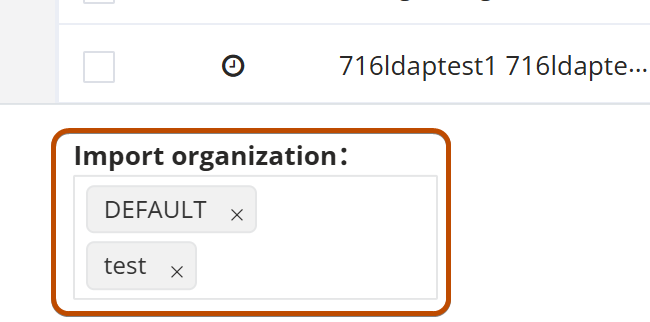 716ldaptest1 716ldapte...
Import organization:
DEFAULT ×
test ×